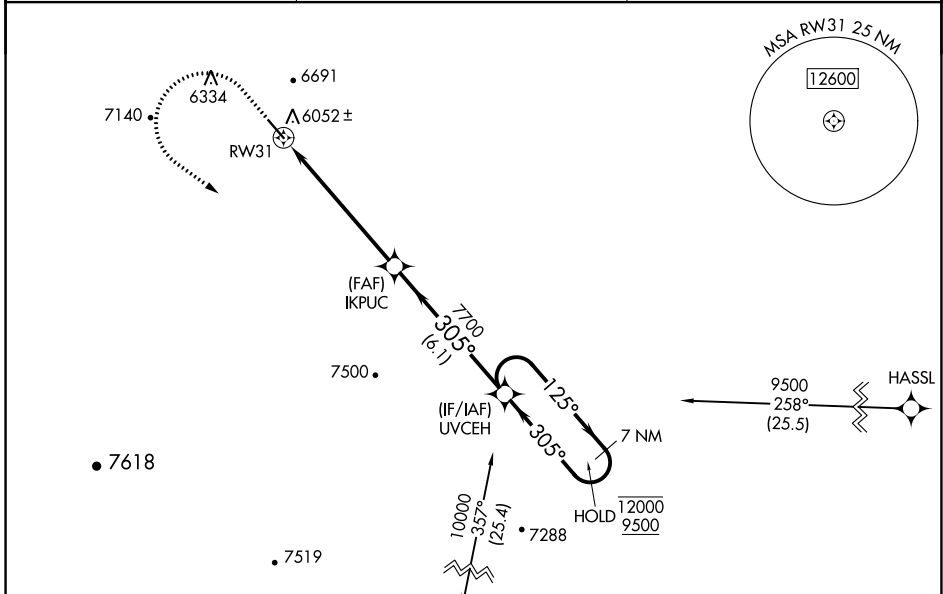 MSA RW31 25 NM
12600
6691
6334
7140
6052 ±
RW31
(FAF)
IKPUC
7700
305°
(6.1)
7500
HASSL
9500
258°
(25.5)
(IF/IAF)
UVCEH
125°
305°
7 NM
7618
HOLD
12000
9500
10000
357°
(25.4)
7288
7519